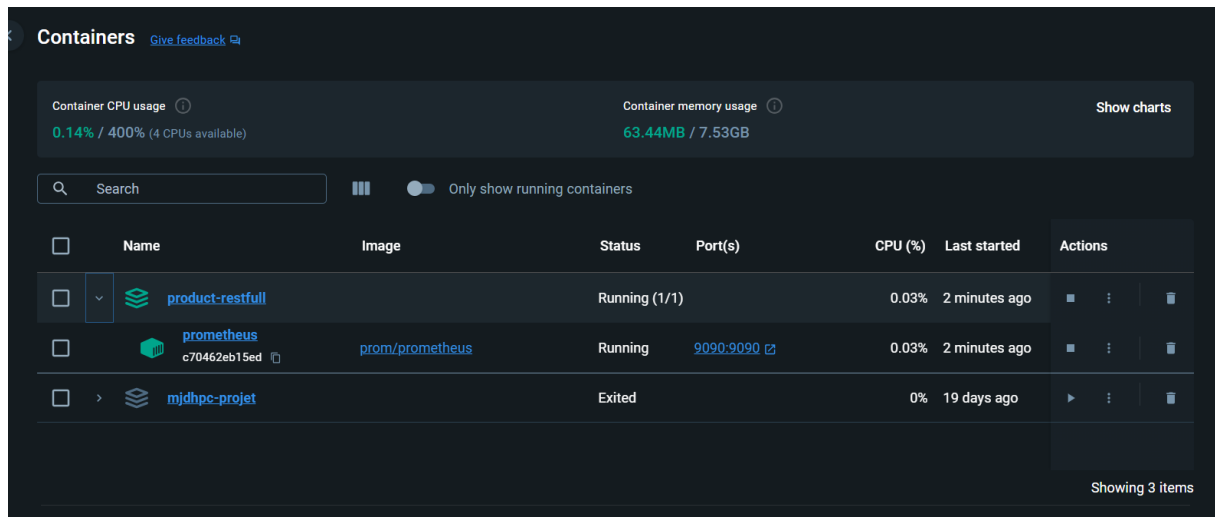 Containers Give feedback
Container CPU usage Container memory usage Show charts
0.14% / 400% (4 CPUs available) 63.44MB / 7.53GB
Search Only show running containers
Name Image Status Port(s) CPU (%) Last started Actions
product-restfull Running (1/1) 0.03% 2 minutes ago
prometheus
c70462eb15ed prom/prometheus Running 9090:9090 0.03% 2 minutes ago
mjdhpc-projet Exited 0% 19 days ago
Showing 3 items